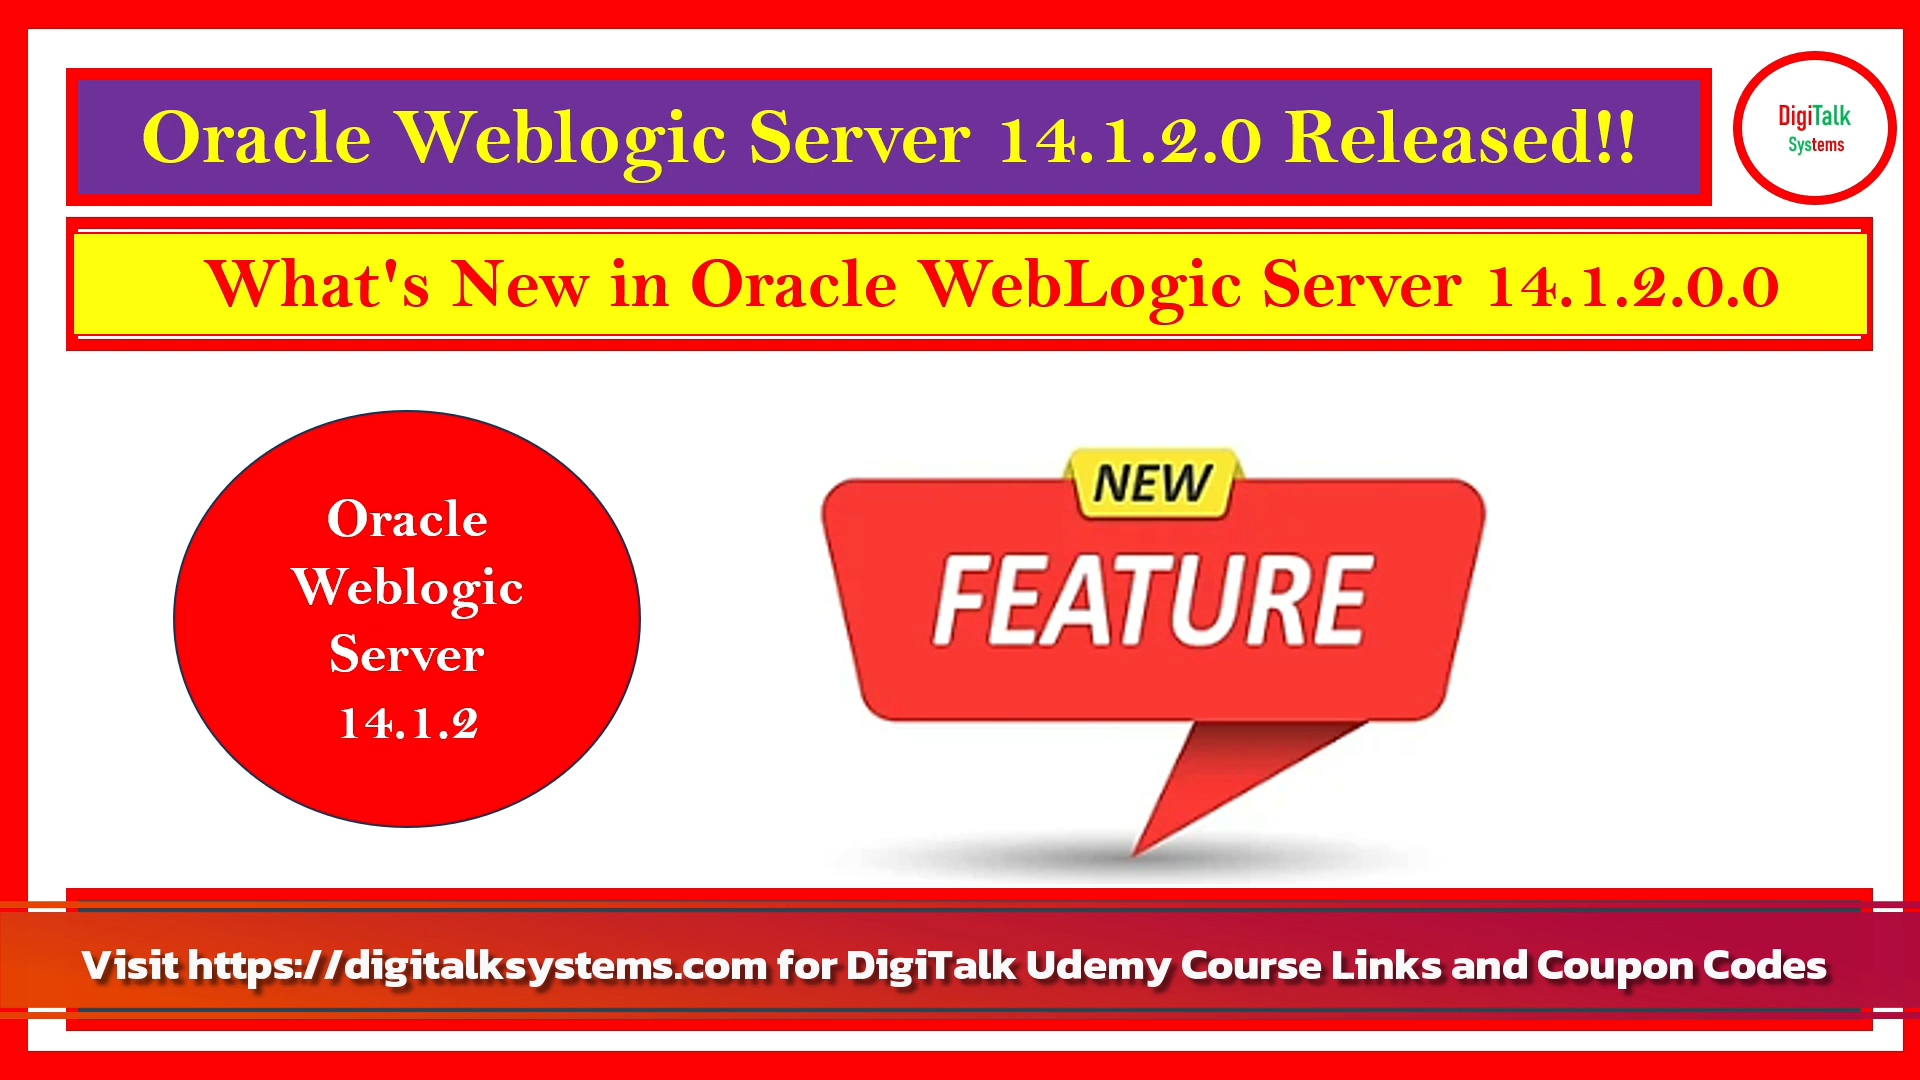 Oracle Weblogic Server 14.1.2.0 Released!!
DigiTalk
Systems
What's New in Oracle WebLogic Server 14.1.2.0.0
Oracle
Weblogic
Server
14.1.2
NEW
FEATURE
Visit https://digitalksystems.com for DigiTalk Udemy Course Links and Coupon Codes